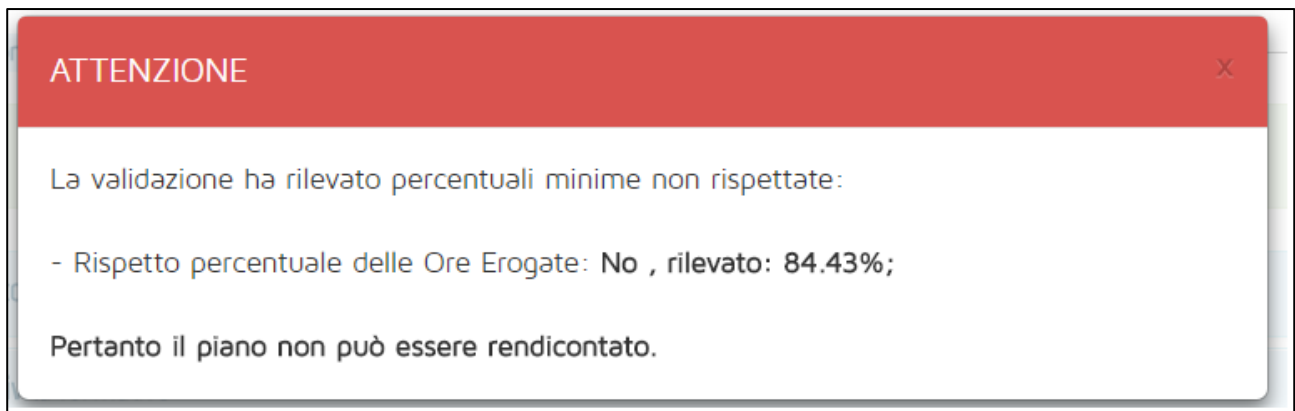 ATTENZIONE x
La validazione ha rilevato percentuali minime non rispettate:
- Rispetto percentuale delle Ore Erogate: No , rilevato: 84.43%;
Pertanto il piano non può essere rendicontato.